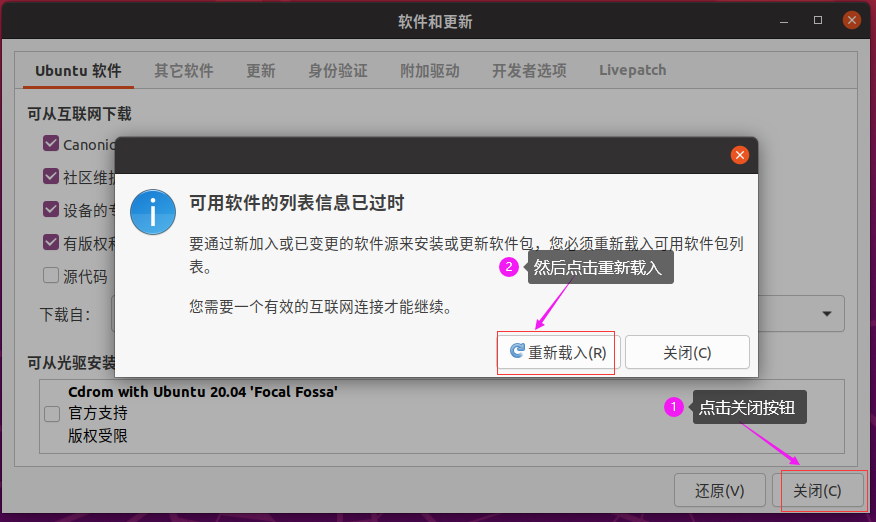 软件和更新
Ubuntu 软件 其它软件 更新 身份验证 附加驱动 开发者选项 Livepatch
可从互联网下载
社区维
设备的
有版权
源代码
下载自：
可用软件的列表信息已过时
要通过新加入或已变更的软件源来安装或更新软件包，您必须重新载入可用软件包列
表。
2 然后点击重新载入
您需要一个有效的互联网连接才能继续。
重新载入(R) 关闭(C)
可从光驱安装
Cdrom with Ubuntu 20.04 'Focal Fossa'
官方支持
版权受限
1 点击关闭按钮
还原(V) 关闭(C)